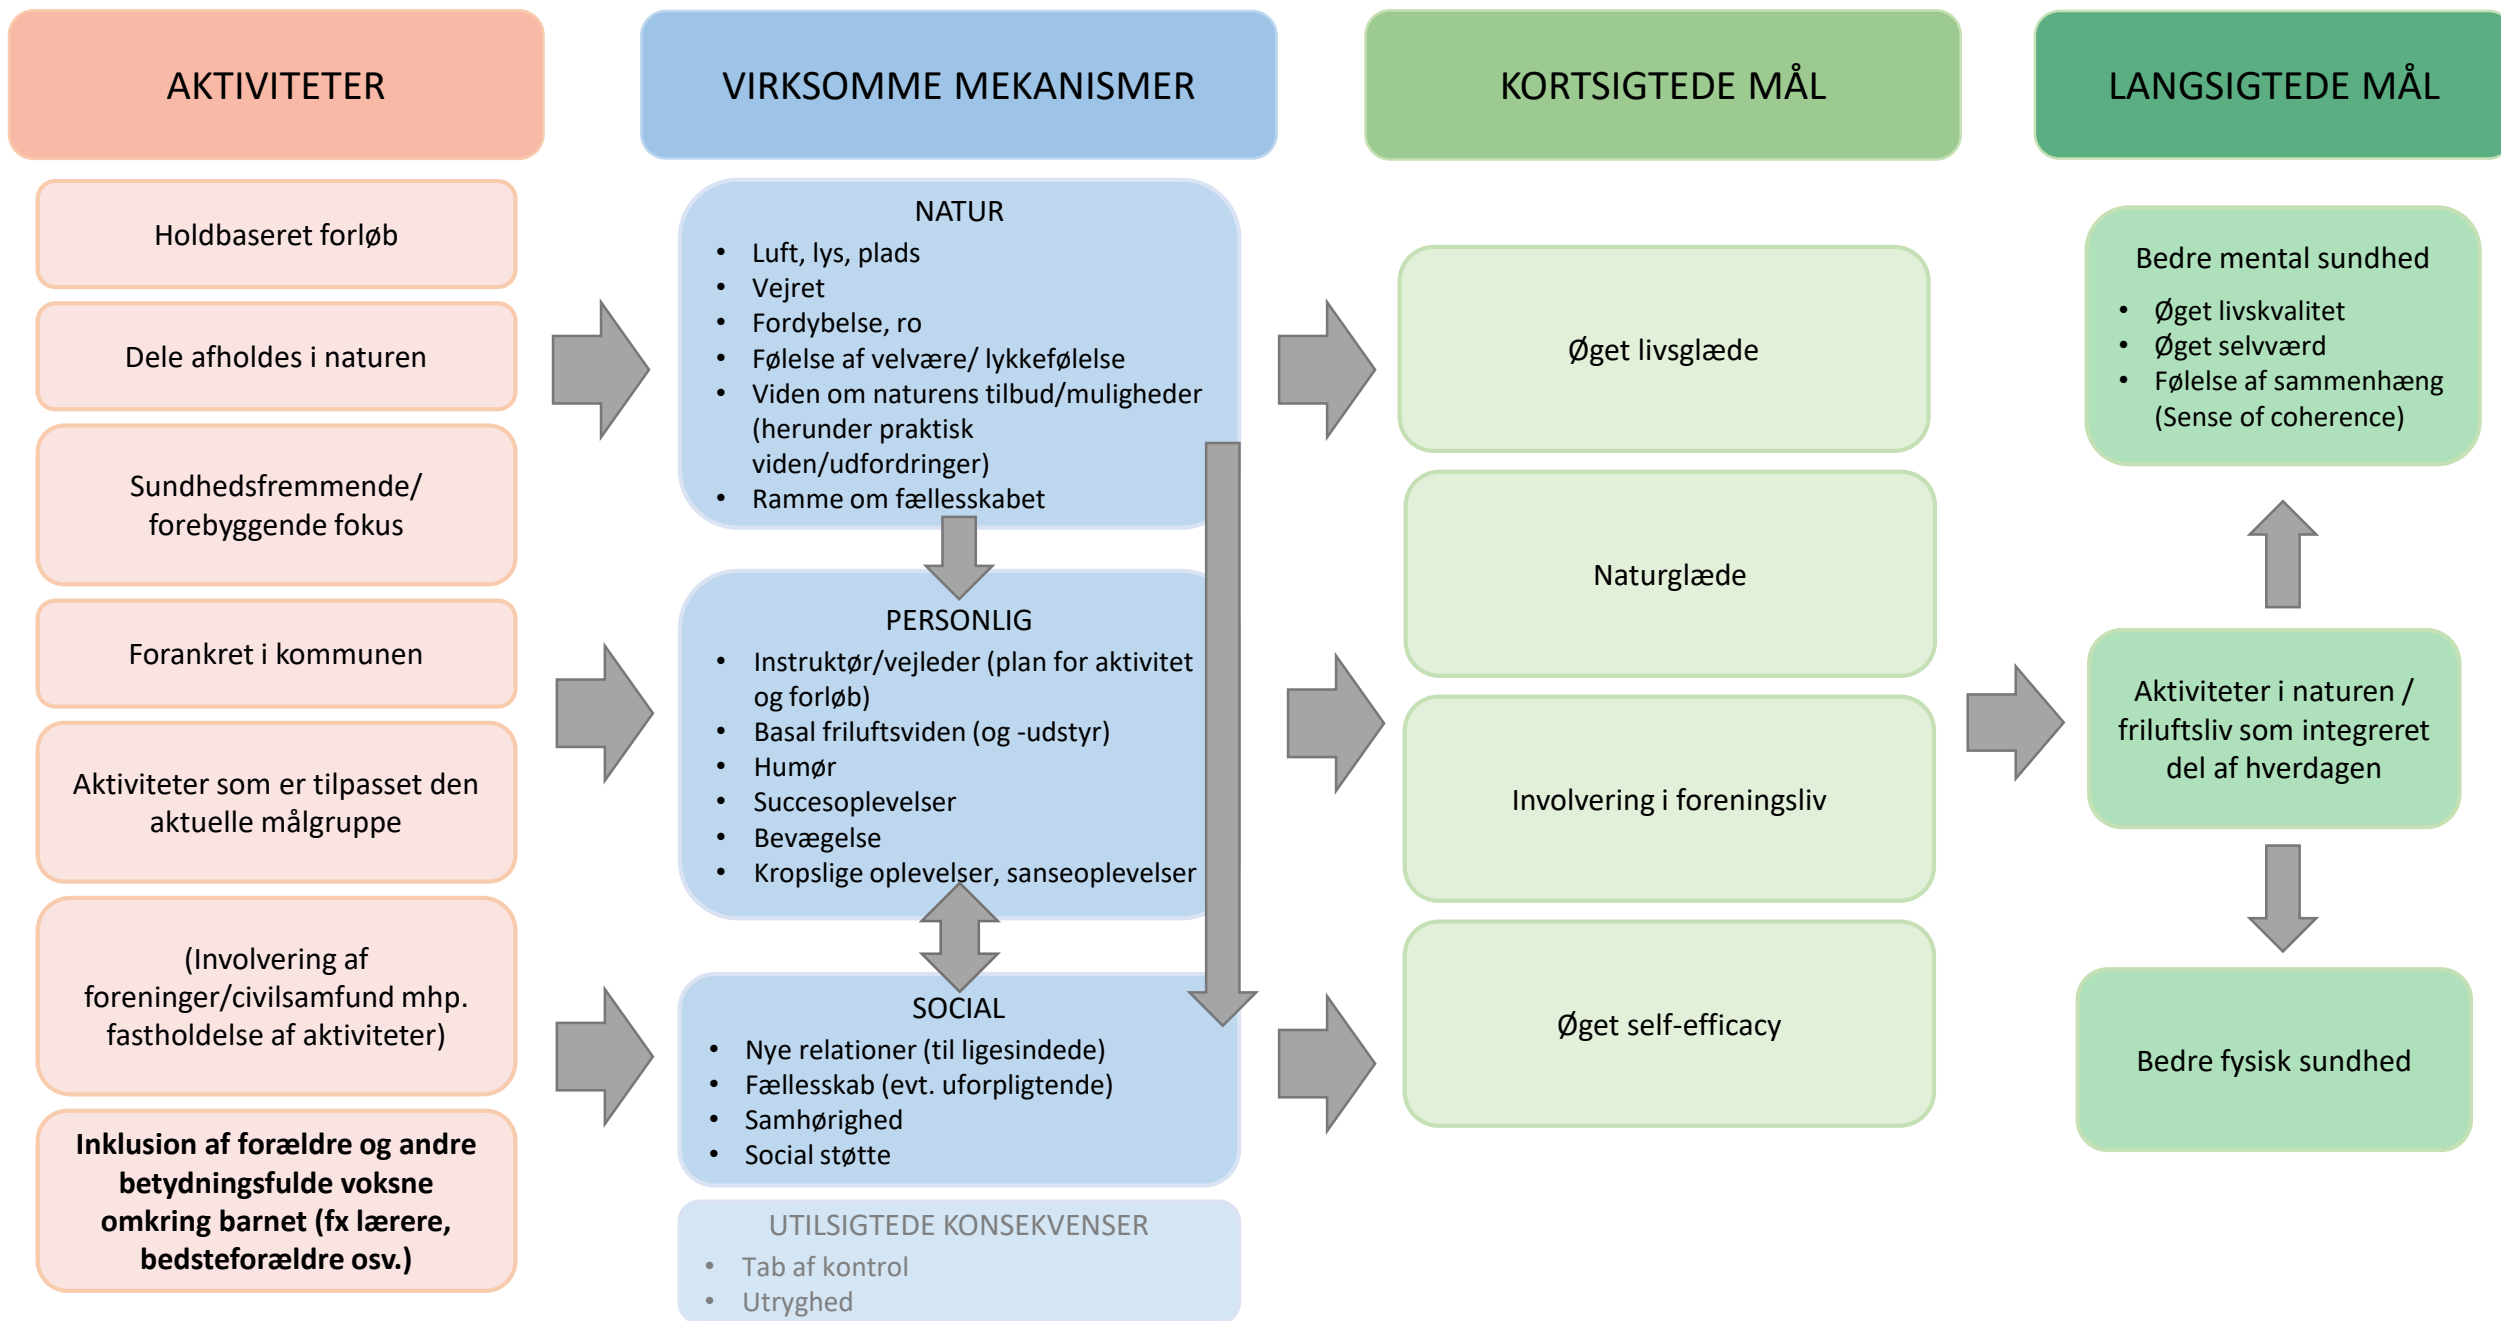 AKTIVITETER
Holdbaseret forløb
Dele afholdes i naturen
Sundhedsfremmende/
forebyggende fokus
Forankret i kommunen
Aktiviteter som er tilpasset den
aktuelle målgruppe
(Involvering af
foreninger/civilsamfund mhp.
fastholdelse af aktiviteter)
Inklusion af forældre og andre
betydningsfulde voksne
omkring barnet (fx lærere,
bedsteforældre osv.)
VIRKSOMME MEKANISMER
NATUR
• Luft, lys, plads
• Vejret
• Fordybelse, ro
• Følelse af velvære/ lykkefølelse
• Viden om naturens tilbud/muligheder
(herunder praktisk
viden/udfordringer)
• Ramme om fællesskabet
PERSONLIG
• Instruktør/vejleder (plan for aktivitet
og forløb)
• Basal friluftsviden (og -udstyr)
• Humør
• Succesoplevelser
• Bevægelse
• Kropslige oplevelser, sanseoplevelser
SOCIAL
• Nye relationer (til ligesindede)
• Fællesskab (evt. uforpligtende)
• Samhørighed
• Social støtte
UTILSIGTEDE KONSEKVENSER
• Tab af kontrol
• Utryghed
KORTSIGTEDE MÅL
Øget livsglæde
Naturglæde
Involvering i foreningsliv
Øget self-efficacy
LANGSIGTEDE MÅL
Bedre mental sundhed
• Øget livskvalitet
• Øget selvværd
• Følelse af sammenhæng
(Sense of coherence)
Aktiviteter i naturen /
friluftsliv som integreret
del af hverdagen
Bedre fysisk sundhed